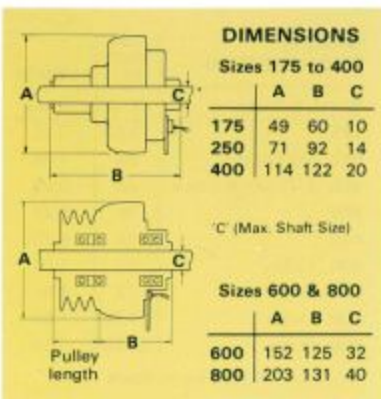 DIMENSIONS
Sizes 175 to 400
A B C
175 49 60 10
250 71 92 14
400 114 122 20
A
C
B
'C' (Max. Shaft Size)
A
C
B
Pulley
length
Sizes 600 & 800
A B C
600 152 125 32
800 203 131 40